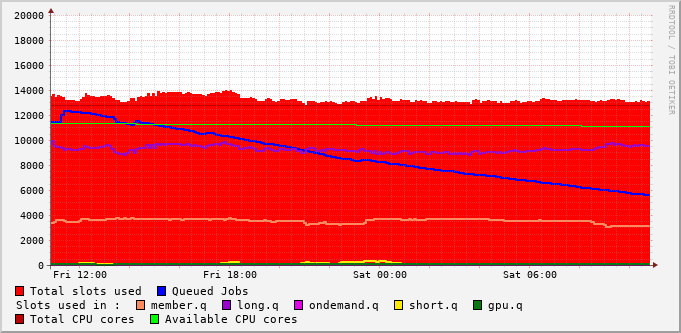 20000
18000
16000
14000
12000
10000
8000
6000
4000
2000
0
Fri 12:00 Fri 18:00 Sat 00:00 Sat 06:00
Total slots used Queued Jobs
Slots used in : member.q long.q ondemand.q short.q gpu.q
Total CPU cores Available CPU cores
RRDTOOL / TOBI OETIKER